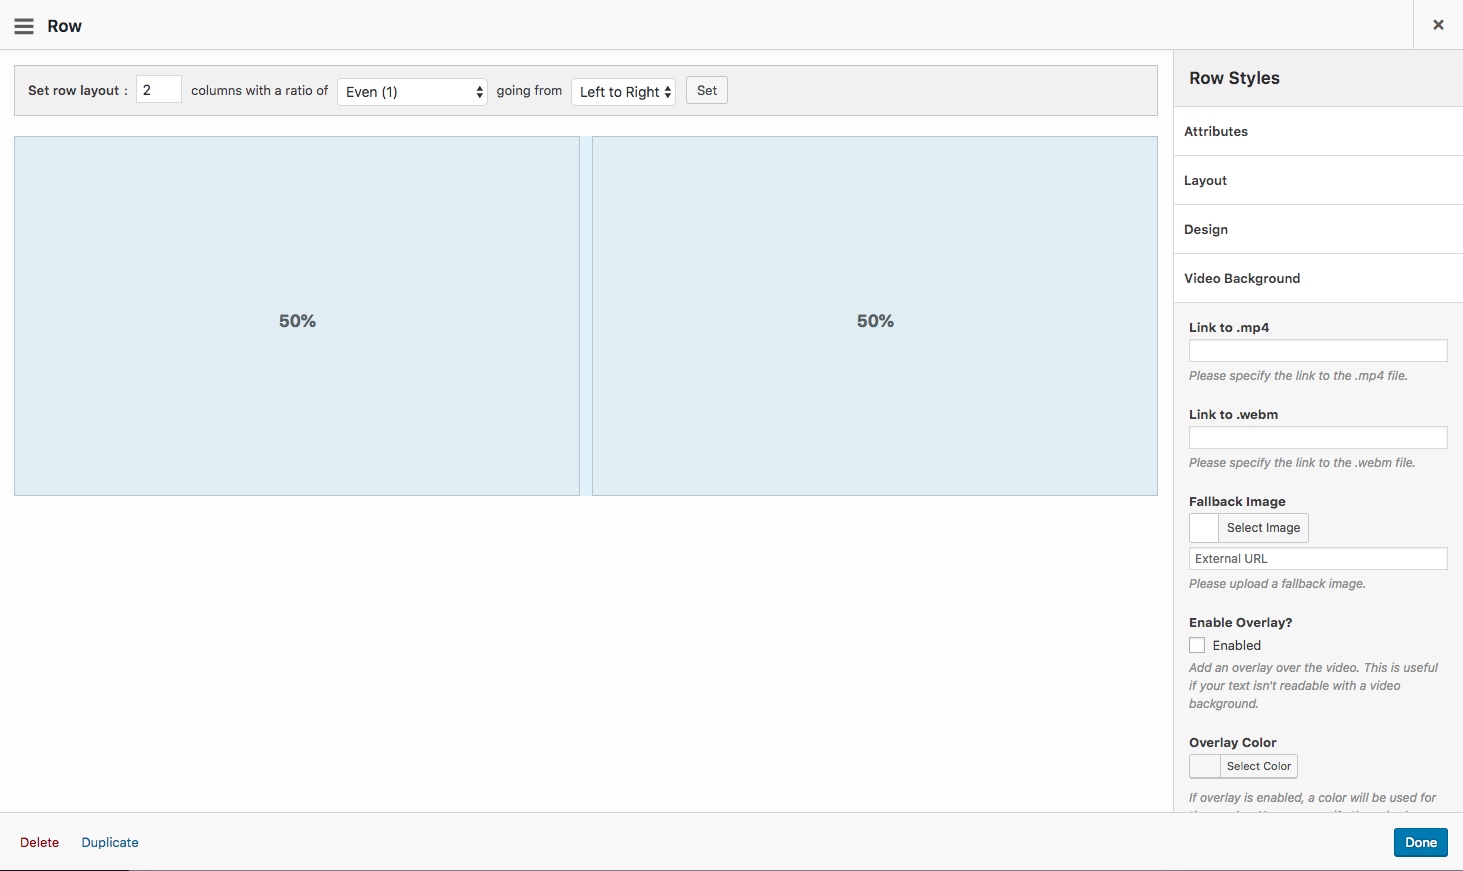 Row
Set row layout : 2 columns with a ratio of Even (1) going from Left to Right Set
50%
50%
Row Styles
Attributes
Layout
Design
Video Background
Link to .mp4
Please specify the link to the .mp4 file.
Link to .webm
Please specify the link to the .webm file.
Fallback Image
Select Image
External URL
Please upload a fallback image.
Enable Overlay?
Enabled
Add an overlay over the video. This is useful
if your text isn't readable with a video
background.
Overlay Color
Select Color
If overlay is enabled, a color will be used for
Delete Duplicate
Done